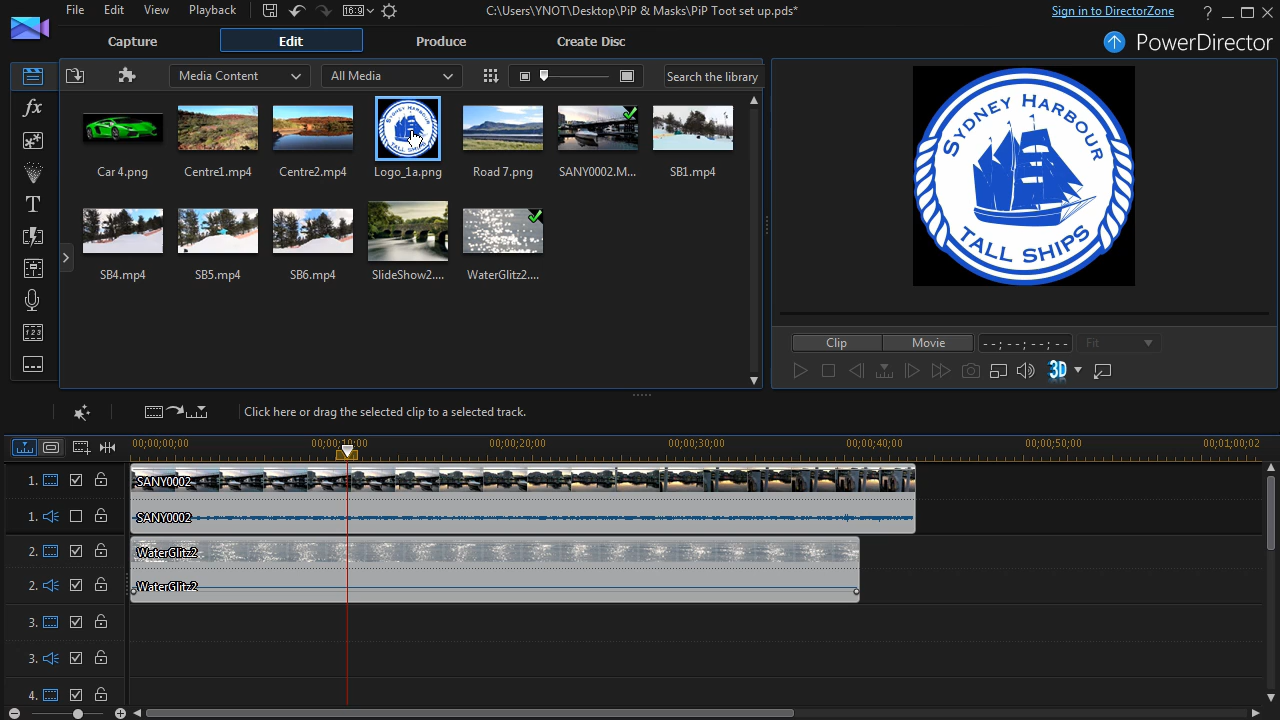 File Edit View Playback 16:9 C:\Users\YNOT\Desktop\PiP & Masks\PiP Toot set up.pds* Sign in to DirectorZone ?
Capture Edit Produce Create Disc PowerDirector
Media Content All Media Search the library
fx
T
Car 4.png Centre1.mp4 Centre2.mp4 Logo_1a.png Road 7.png SANY0002.M... SB1.mp4
SB4.mp4 SB5.mp4 SB6.mp4 SlideShow2.... WaterGlitz2....
SYDNEY HARBOUR
TALL SHIPS
Clip Movie --;--;--;-- Fit
3D
Click here or drag the selected clip to a selected track.
00;00;00;00 00;00;10;00 00;00;20;00 00;00;30;00 00;00;40;00 00;00;50;00 00;01;00;02
1. SANY0002
1. SANY0002
2. WaterGlitz2
2. WaterGlitz2
3.
3.
4.